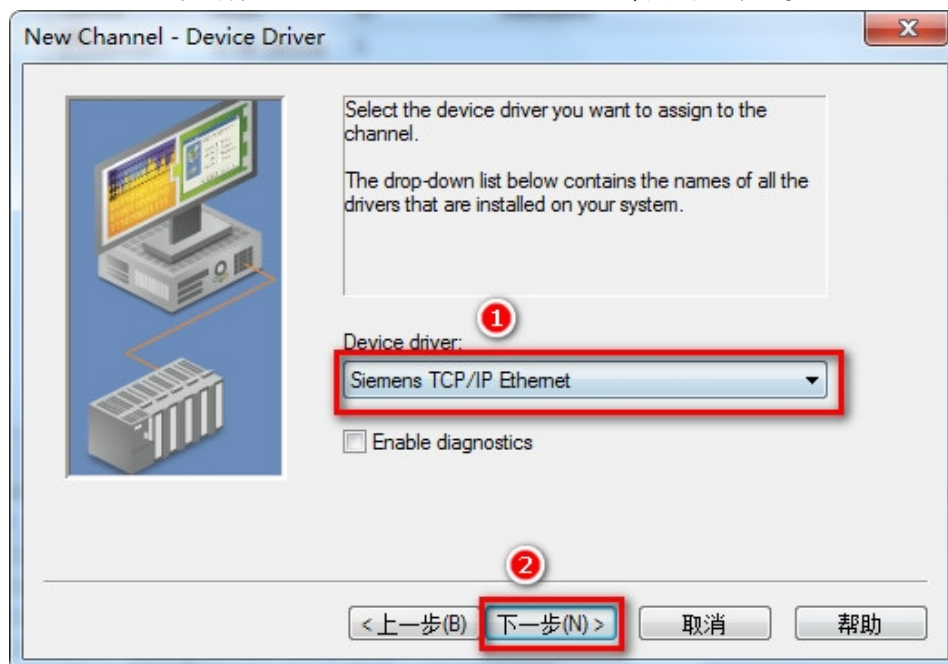 New Channel - Device Driver
Select the device driver you want to assign to the
channel.
The drop-down list below contains the names of all the
drivers that are installed on your system.
1
Device driver:
Siemens TCP/IP Ethernet
Enable diagnostics
2
<上一步(B)
下一步(N) >
取消
帮助